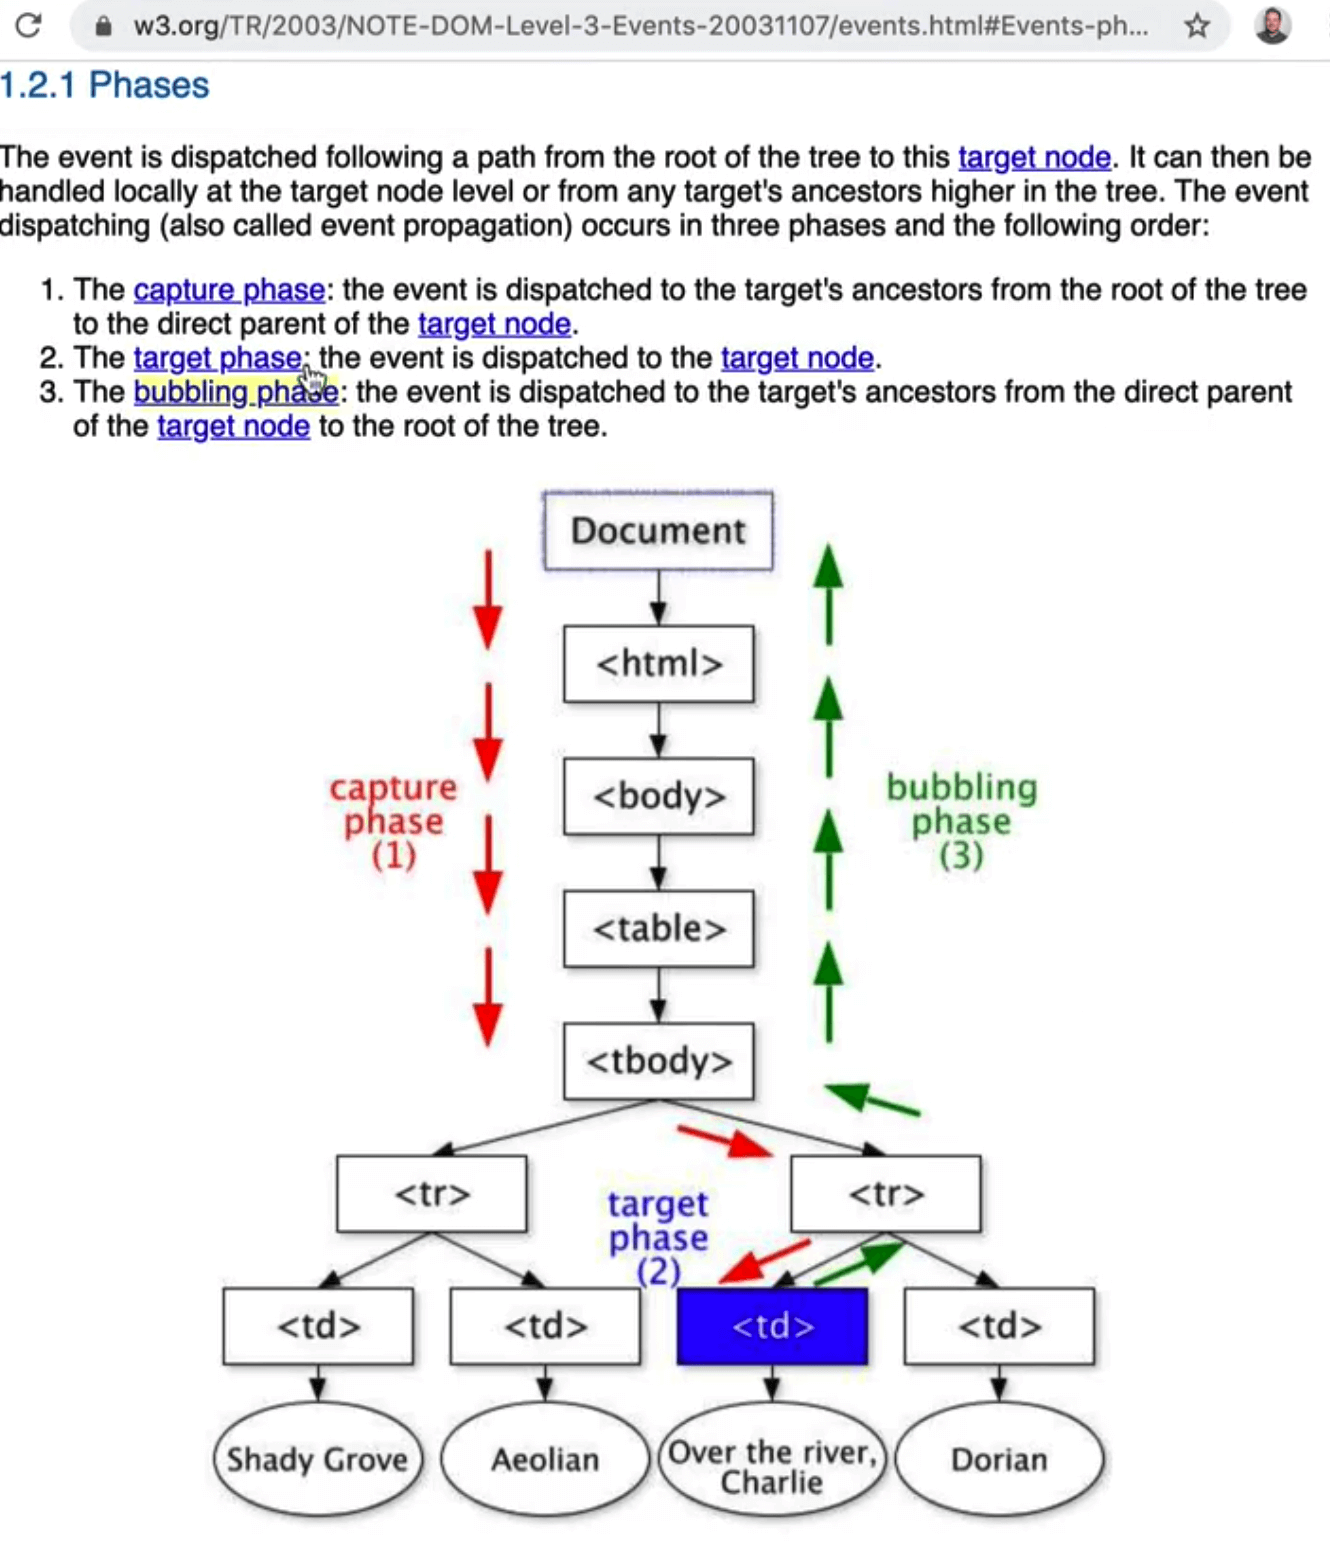 w3.org/TR/2003/NOTE-DOM-Level-3-Events-20031107/events.html#Events-ph...
1.2.1 Phases
The event is dispatched following a path from the root of the tree to this target node. It can then be
handled locally at the target node level or from any target's ancestors higher in the tree. The event
dispatching (also called event propagation) occurs in three phases and the following order:
1. The capture phase: the event is dispatched to the target's ancestors from the root of the tree
to the direct parent of the target node.
2. The target phase: the event is dispatched to the target node.
3. The bubbling phase: the event is dispatched to the target's ancestors from the direct parent
of the target node to the root of the tree.
Document
<html>
capture
phase
(1)
<body>
bubbling
phase
(3)
<table>
<tbody>
<tr>
target
phase
(2)
<tr>
<td>
<td>
<td>
<td>
Shady Grove
Aeolian
Over the river,
Charlie
Dorian